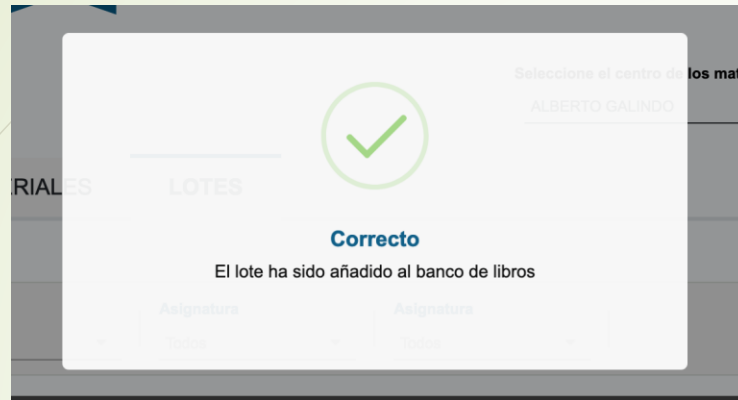 Seleccione el centro de los mat
ALBERTO GALINDO
ERIALES LOTES
Correcto
El lote ha sido añadido al banco de libros
Asignatura Asignatura
Todos Todos